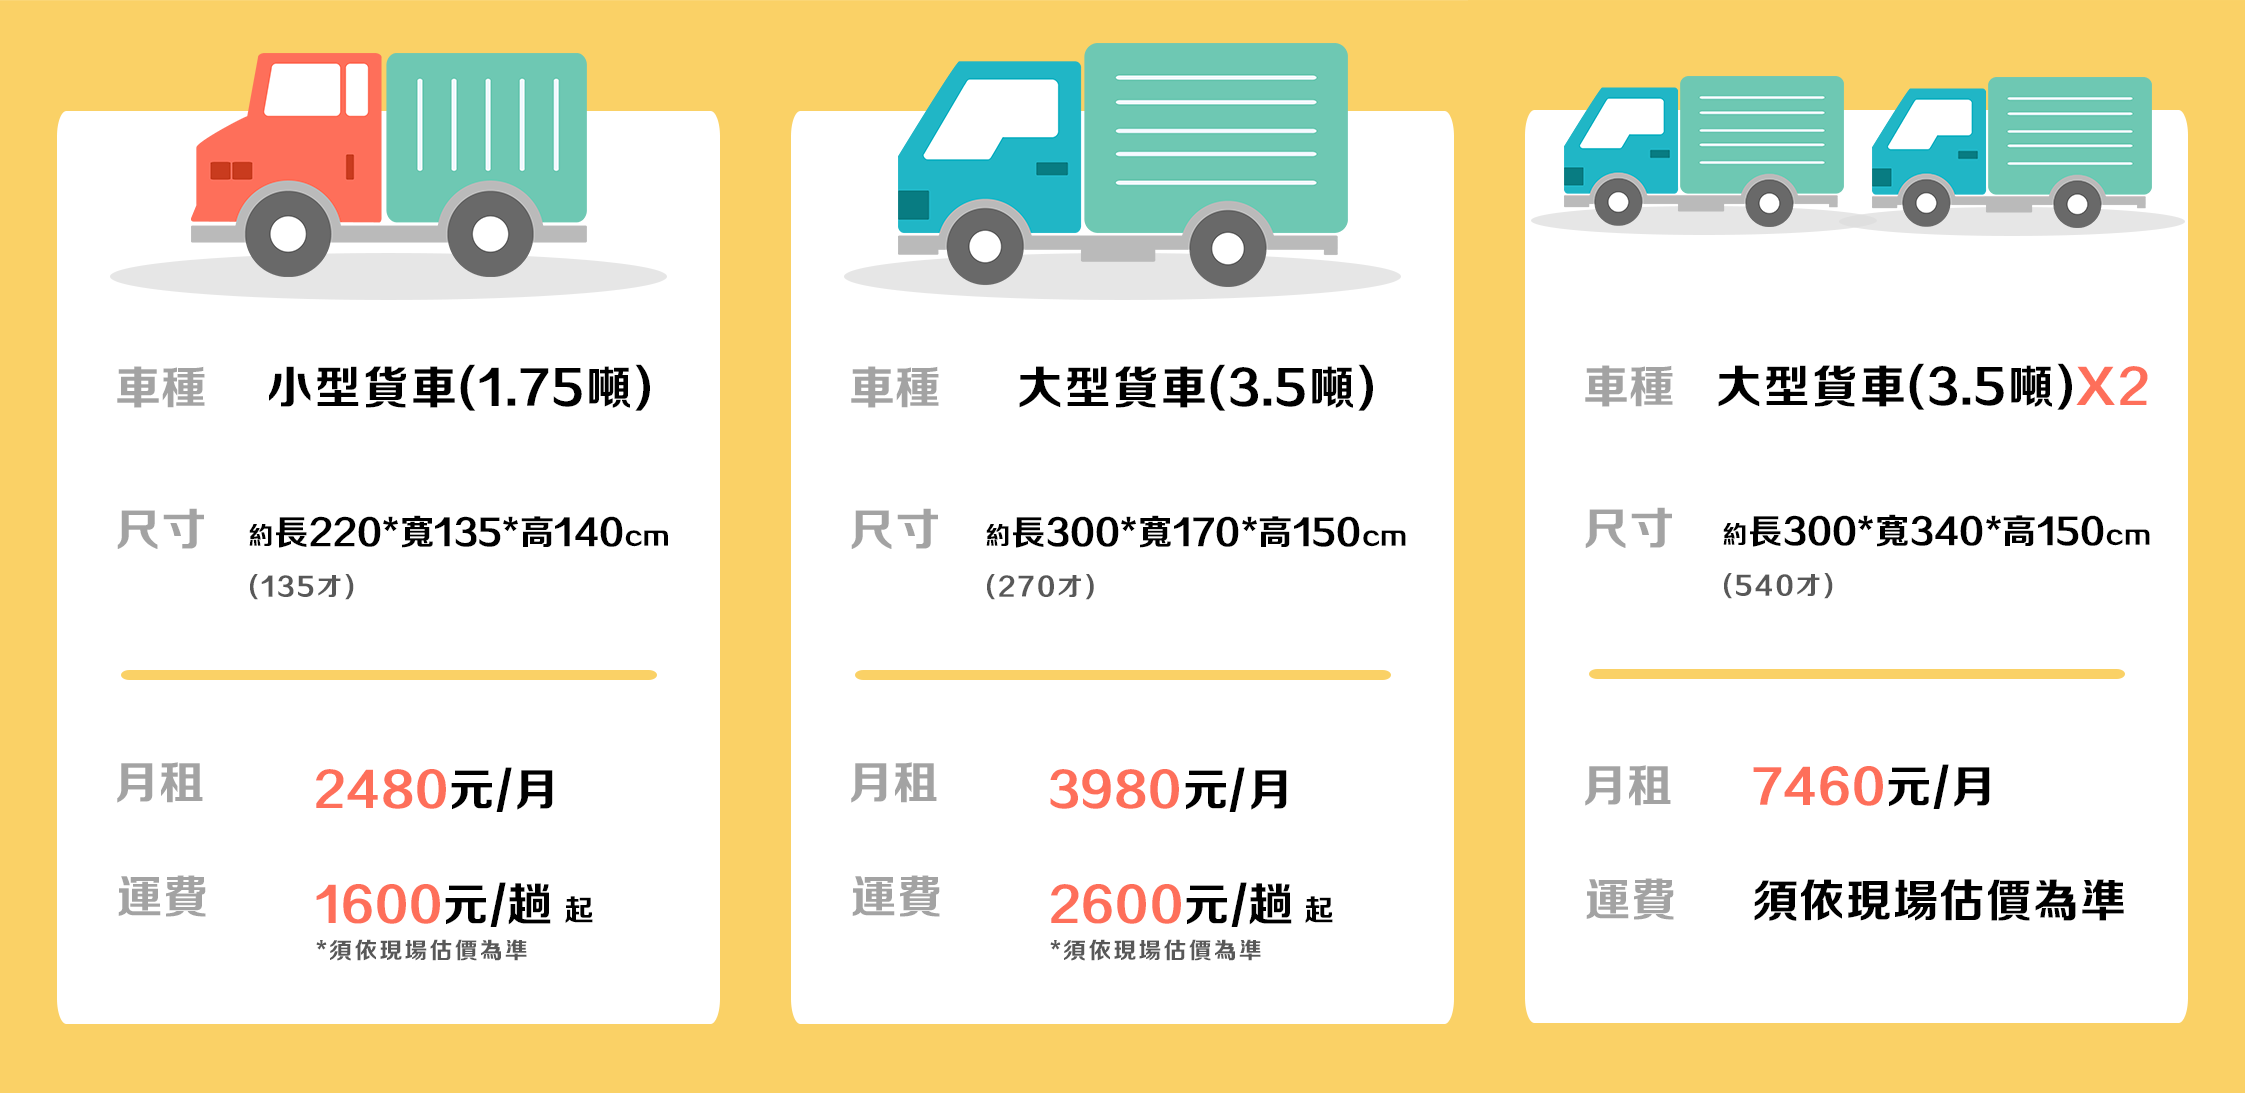 車種 小型貨車(1.75噸)
尺寸 約長220*寬135*高140cm
(135才)
月租 2480元/月
運費 1600元/趟 起
*須依現場估價為準
車種 大型貨車(3.5噸)
尺寸 約長300*寬170*高150cm
(270才)
月租 3980元/月
運費 2600元/趟 起
*須依現場估價為準
車種 大型貨車(3.5噸)X2
尺寸 約長300*寬340*高150cm
(540才)
月租 7460元/月
運費 須依現場估價為準